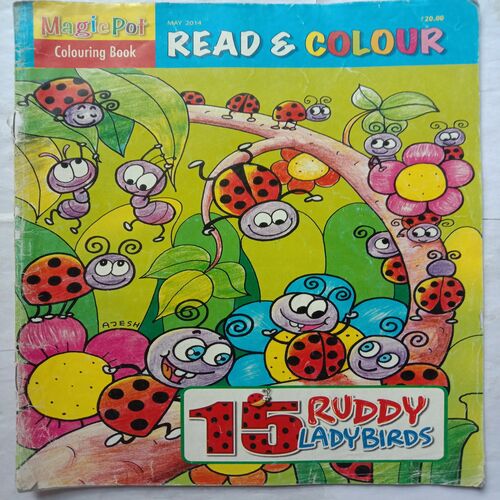 Magic Pot
Colouring Book
MAY 2014
₹20.00
READ & COLOUR
AJESH
15 RUDDY
LADYBIRDS